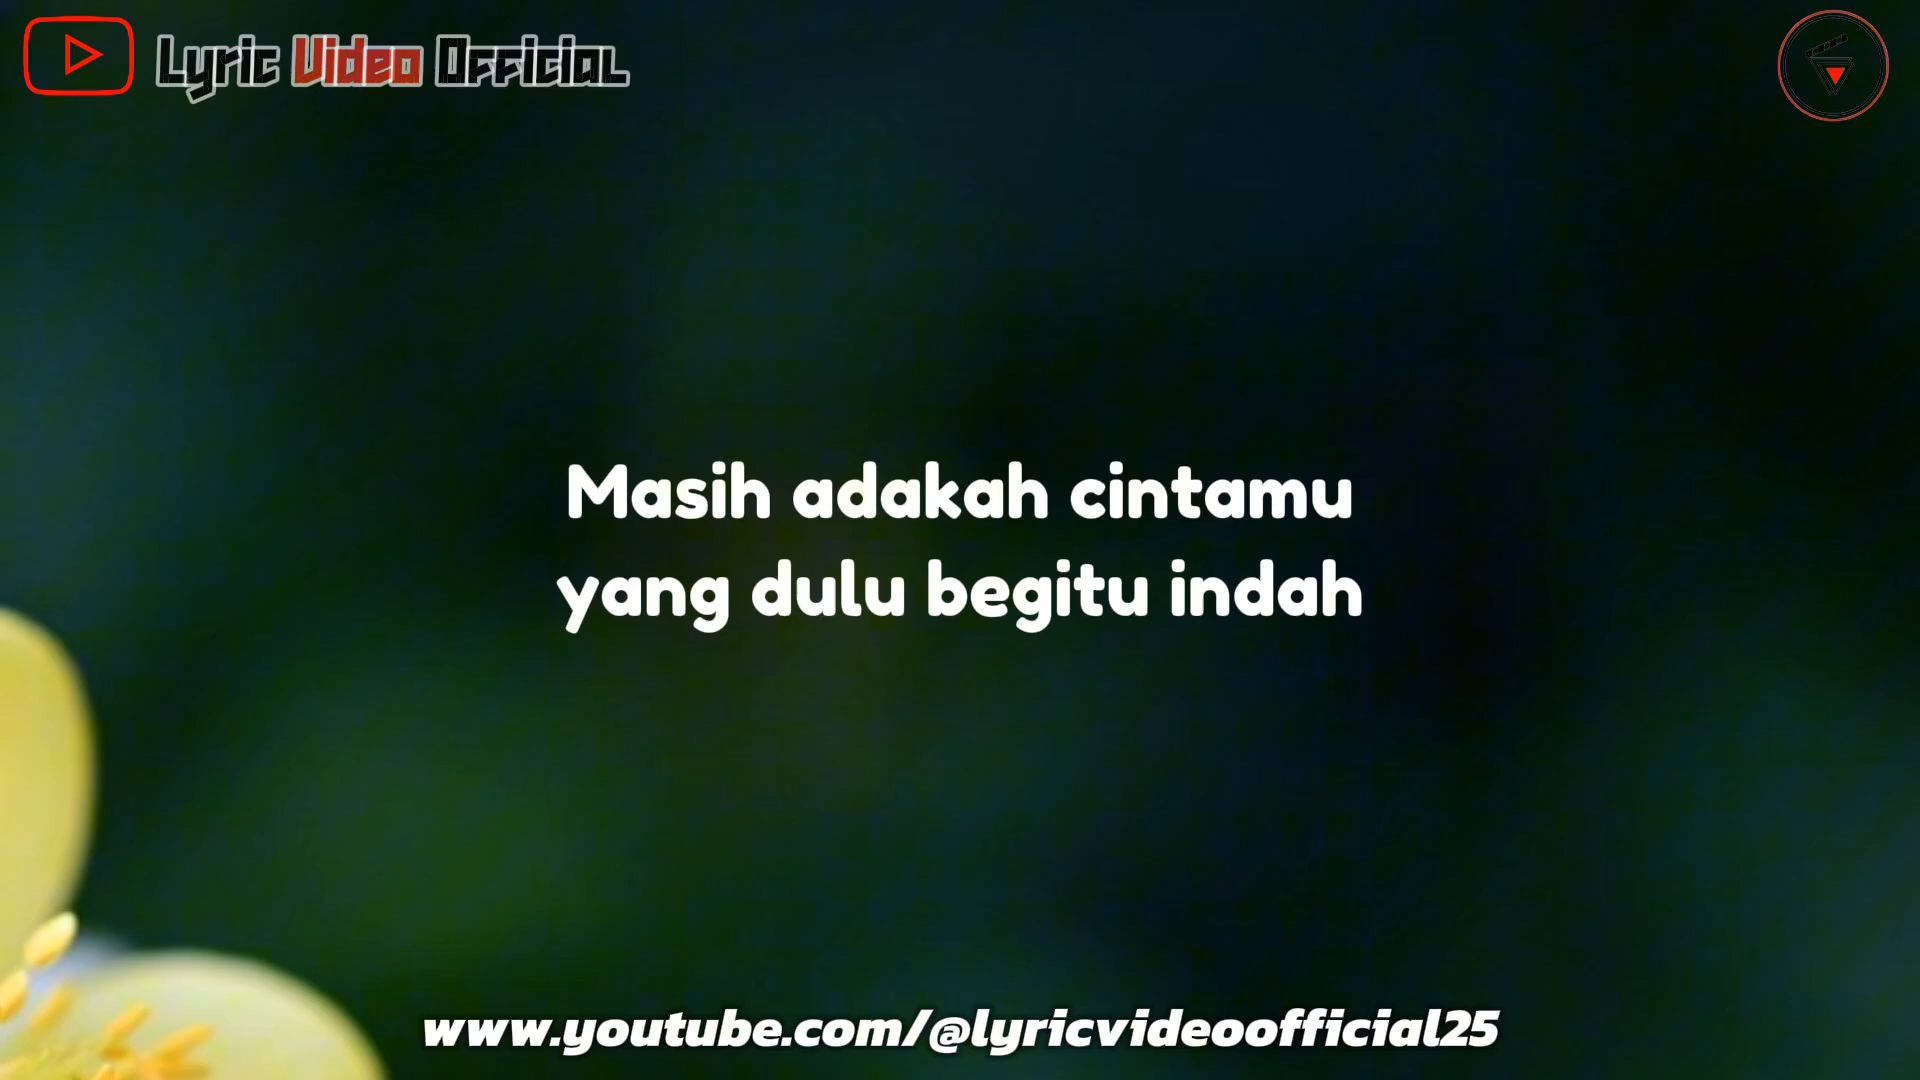 Lyric Video Official
Masih adakah cintamu
yang dulu begitu indah
www.youtube.com/@lyricvideoofficial25